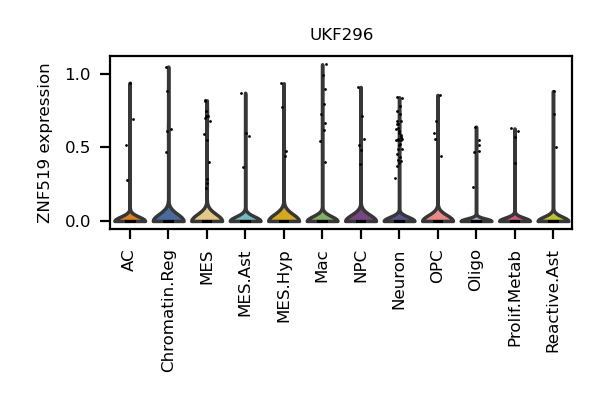 UKF296
ZNF519 expression
1.0
0.5
0.0
AC
Chromatin.Reg
MES
MES.Ast
MES.Hyp
Mac
NPC
Neuron
OPC
Oligo
Prolif.Metab
Reactive.Ast